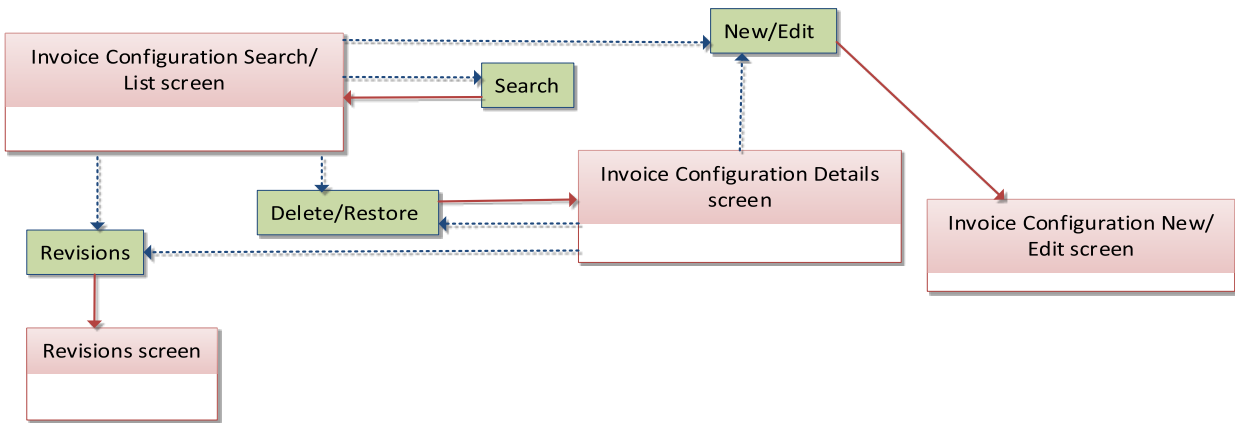 New/Edit
Invoice Configuration Search/
List screen
Search
Invoice Configuration Details
screen
Delete/Restore
Invoice Configuration New/
Edit screen
Revisions
Revisions screen